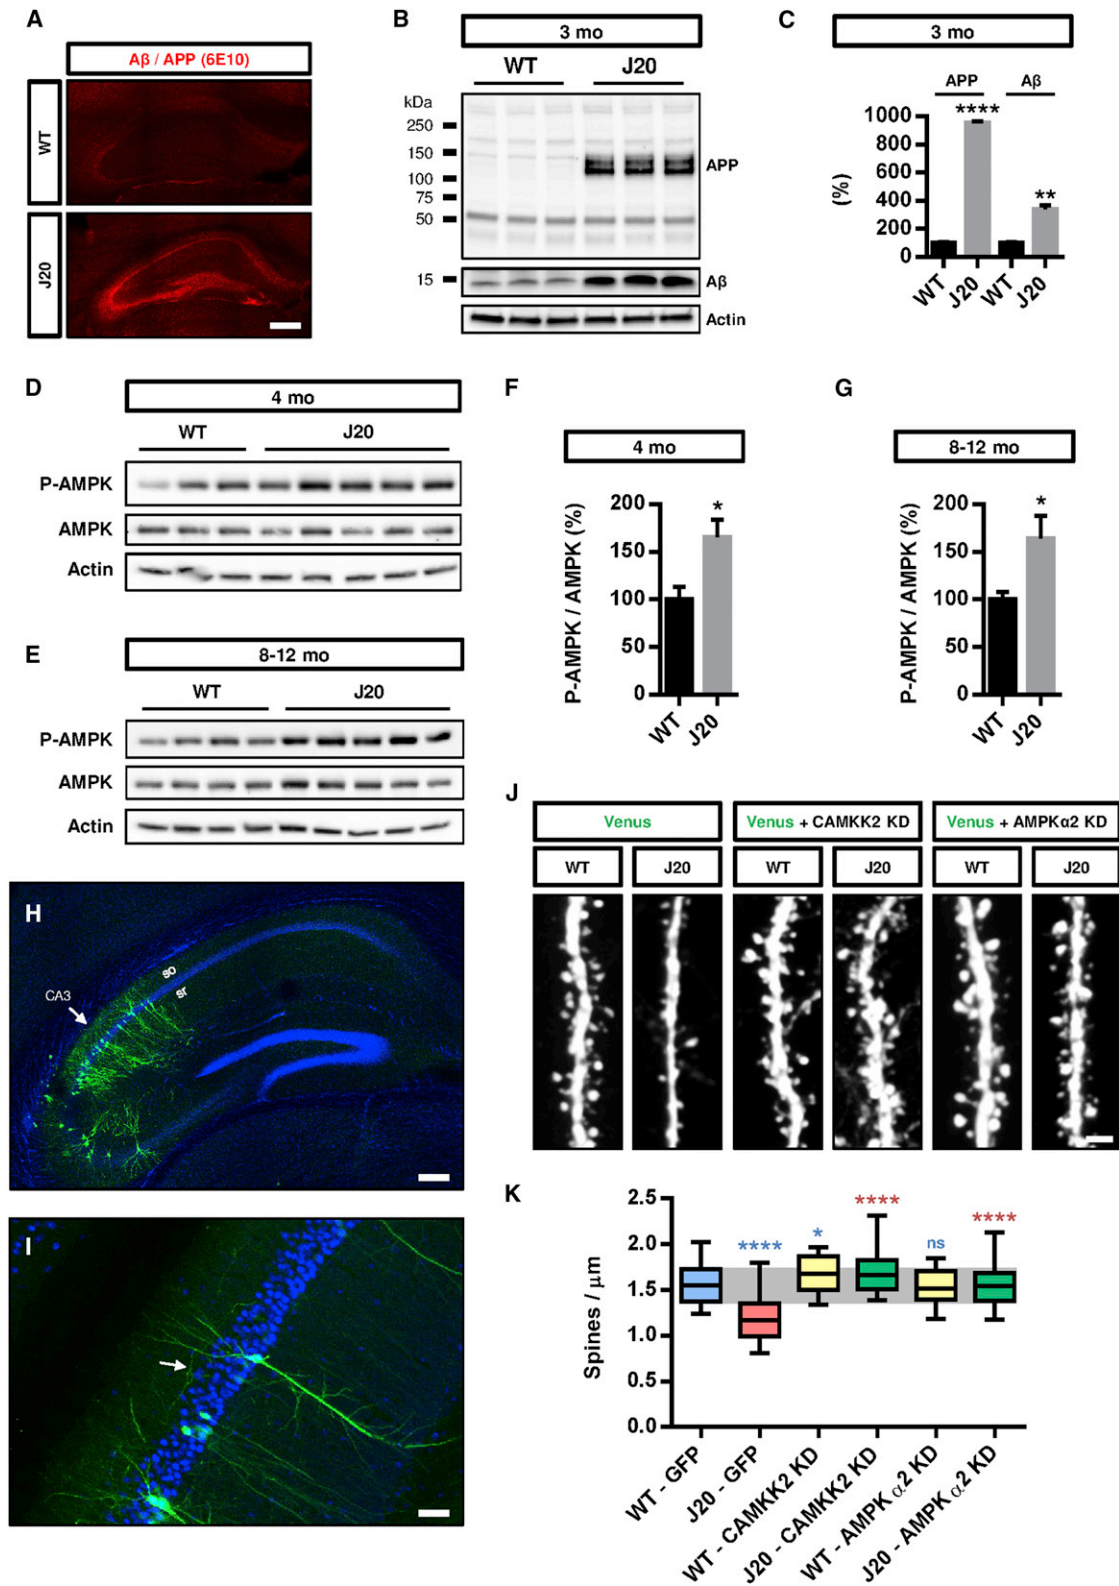 A
Aβ / APP (6E10)
WT
J20
B
3 mo
WT J20
kDa
250
150
100
75
50
15
APP
Aβ
Actin
C
3 mo
APP Aβ
(%)
1000
800
600
400
200
0
****
**
WT J20 WT J20
D
4 mo
WT J20
P-AMPK
AMPK
Actin
E
8-12 mo
WT J20
P-AMPK
AMPK
Actin
F
4 mo
P-AMPK / AMPK (%)
200
150
100
50
0
*
WT J20
G
8-12 mo
P-AMPK / AMPK (%)
200
150
100
50
0
*
WT J20
H
CA3
so
sr
I
J
Venus Venus + CAMKK2 KD Venus + AMPKα2 KD
WT J20 WT J20 WT J20
K
Spines / μm
2.5
2.0
1.5
1.0
0.5
0.0
**** * **** ns ****
WT - GFP
J20 - GFP
WT - CAMKK2 KD
J20 - CAMKK2 KD
WT - AMPK α2 KD
J20 - AMPK α2 KD